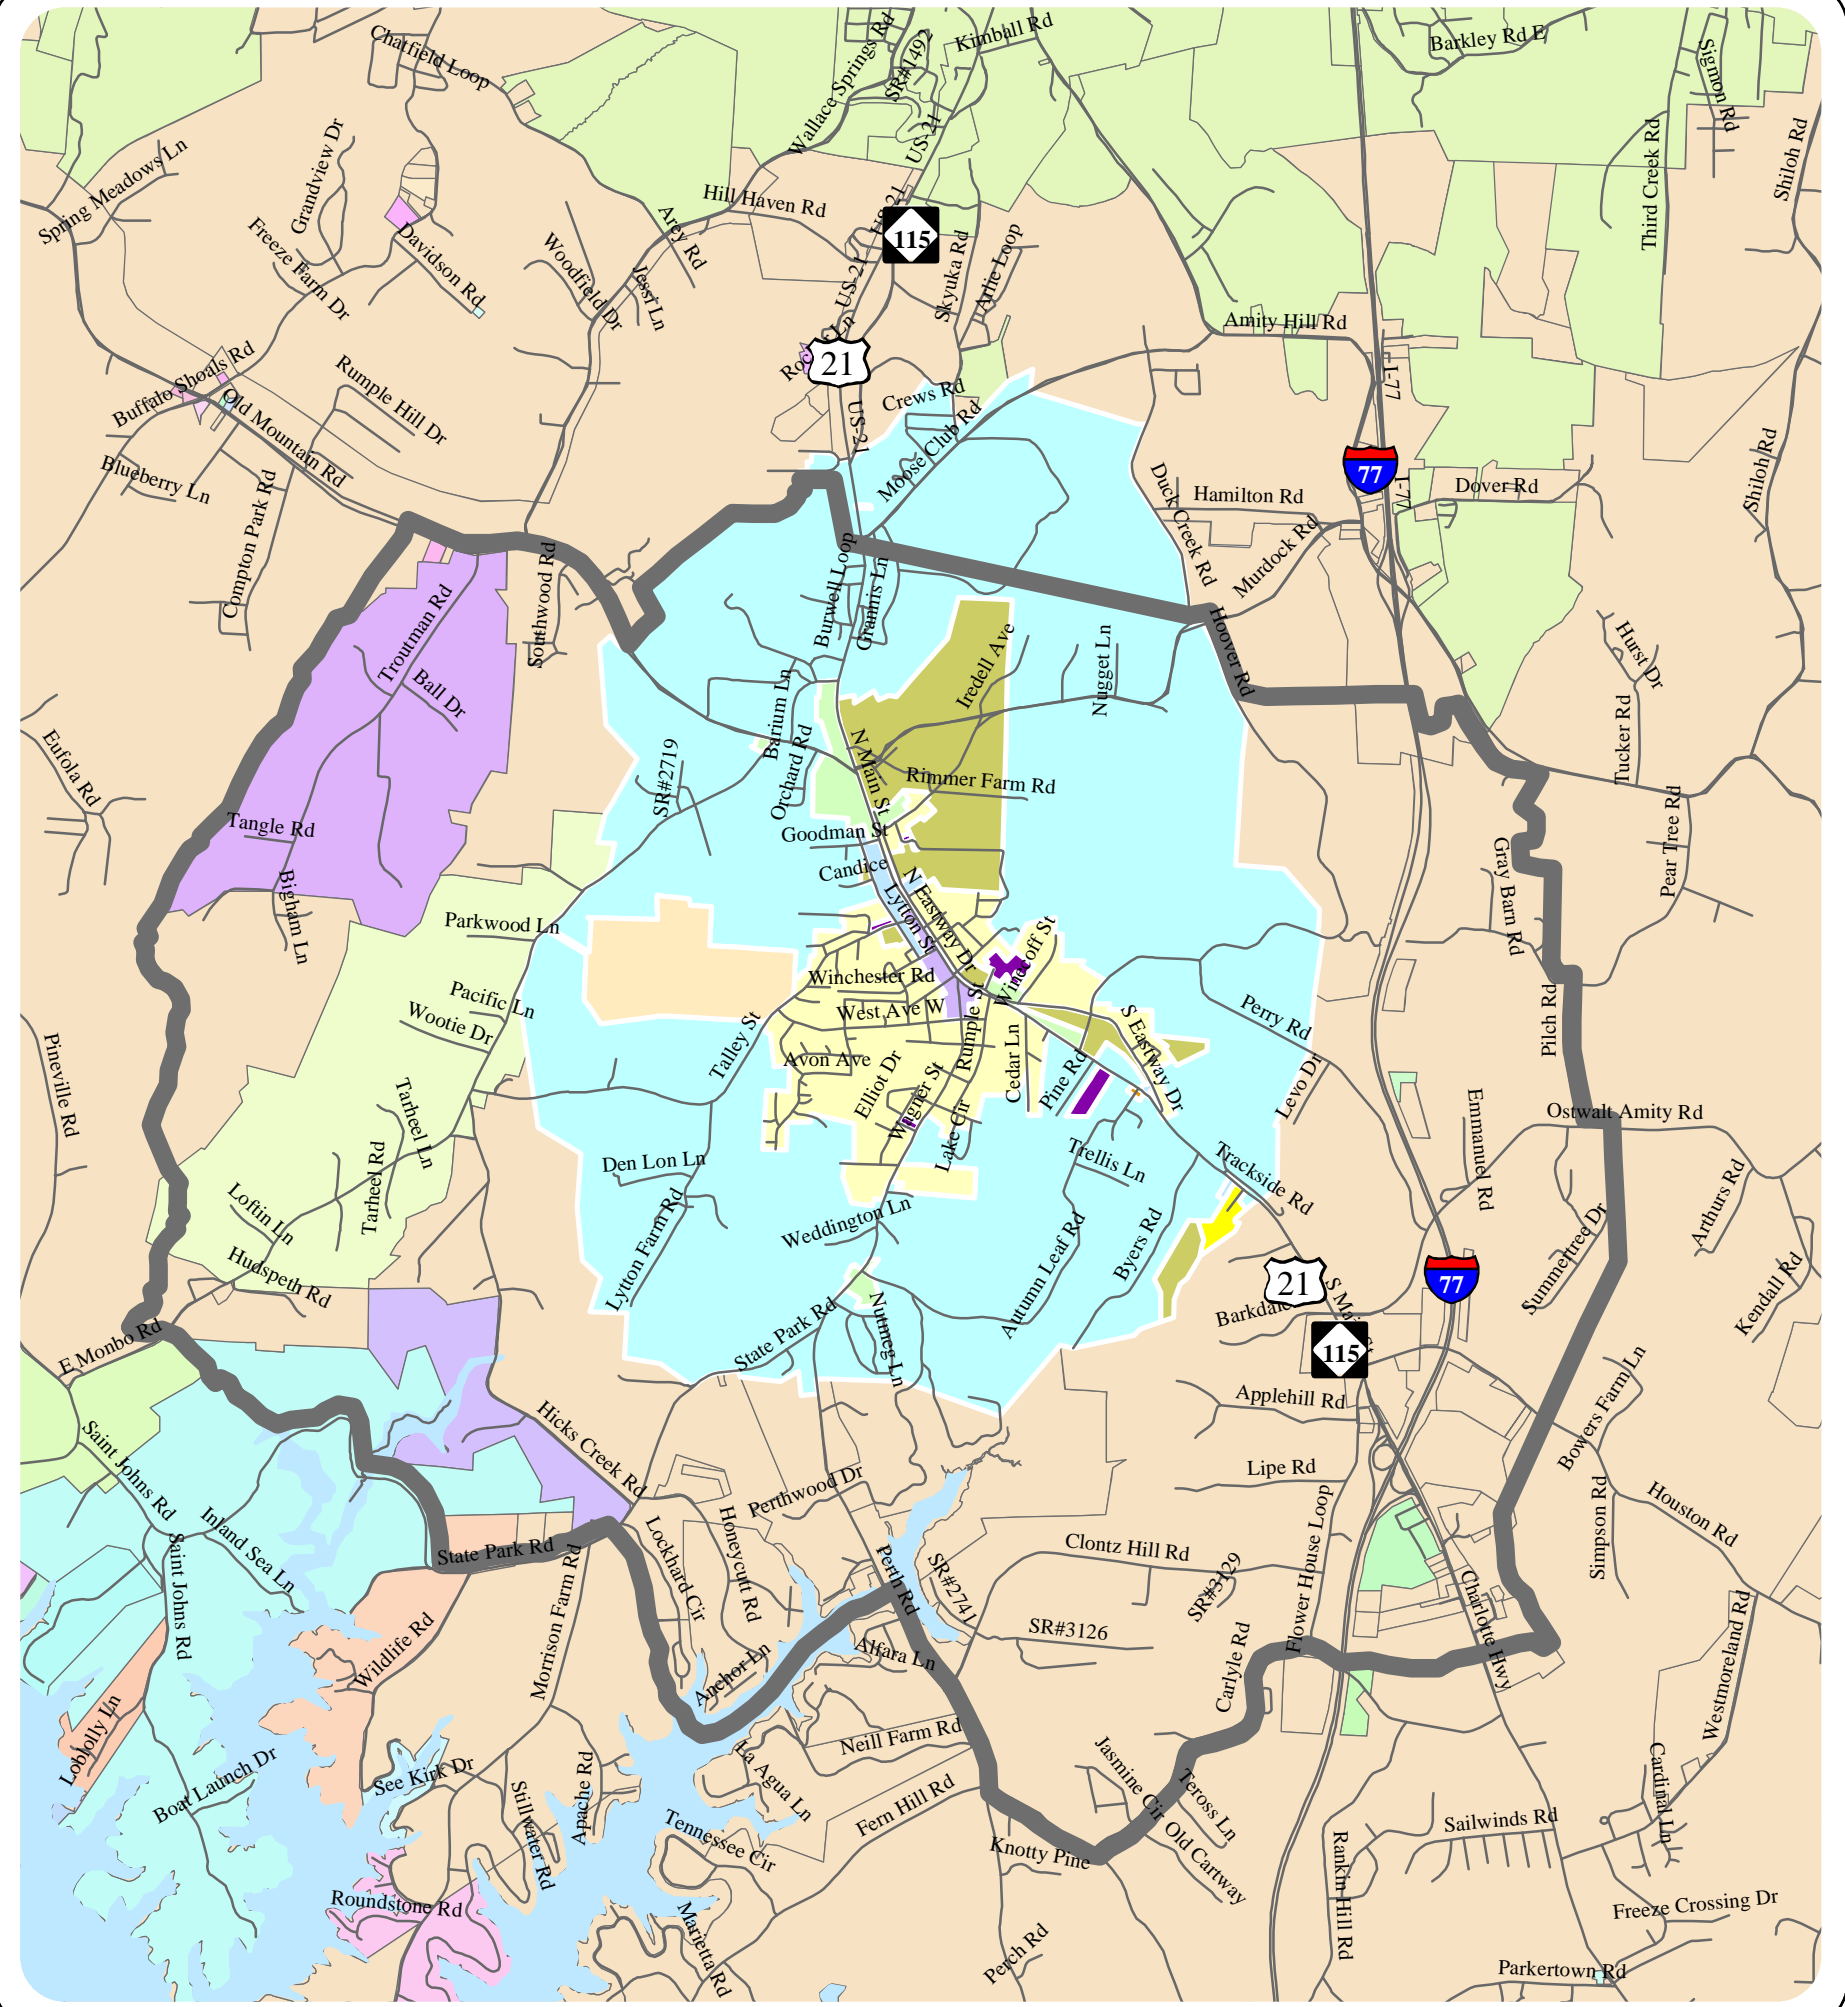 Chatfield Loop
Wallace Springs Rd
SR#1492
Kimball Rd
Barkley Rd E
Sigmon Rd
US-21
Third Creek Rd
Shiloh Rd
Spring Meadows Ln
Grandview Dr
Hill Haven Rd
US-21
115
Arey Rd
Freeze Farm Dr
Davidson Rd
Woodfield Dr
Jessi Ln
Skyuka Rd
Arlie Loop
US-21
Amity Hill Rd
21
Buffalo Shoals Rd
Rumple Hill Dr
Old Mountain Rd
Crews Rd
I-77
US-21
Moose Club Rd
77
Blueberry Ln
Compton Park Rd
Duck Creek Rd
Hamilton Rd
I-77
Dover Rd
Shiloh Rd
Murdock Rd
Southwood Rd
Burwell Loop
Grannis Ln
Troutman Rd
Ball Dr
Iredell Ave
Nugget Ln
Hoover Rd
Hurst Dr
Tucker Rd
Barium Ln
Orchard Rd
SR#2719
N Main St
Rimmer Farm Rd
Eufola Rd
Tangle Rd
Goodman St
Candice
Pear Tree Rd
Gray Barn Rd
Bigham Ln
Parkwood Ln
Lytton St
N Eastway Dr
Winecoff St
Winchester Rd
Pacific Ln
Wootie Dr
West Ave W
Rumple St
Perry Rd
Pilch Rd
Pineville Rd
Talley St
Avon Ave
Elliot Dr
Wagner St
Cedar Ln
Pine Rd
S Eastway Dr
Levo Dr
Emmanuel Rd
Ostwalt Amity Rd
Tarheel Ln
Tarheel Rd
Lake Cir
Den Lon Ln
Trellis Ln
Trackside Rd
Arthurs Rd
Loftin Ln
Lytton Farm Rd
Weddington Ln
Autumn Leaf Rd
Byers Rd
Summertree Dr
Hudspeth Rd
21
77
Kendall Rd
E Monbo Rd
State Park Rd
Nutmeg Ln
S Main St
115
Bowers Farm Ln
Applehill Rd
Saint Johns Rd
Hicks Creek Rd
Perthwood Dr
Lipe Rd
Simpson Rd
Houston Rd
Inland Sea Ln
Saint Johns Rd
State Park Rd
Lockhard Cir
Honeycutt Rd
Perth Rd
SR#2741
Clontz Hill Rd
SR#3129
Flower House Loop
Charlotte Hwy
Wildlife Rd
Morrison Farm Rd
Alfara Ln
SR#3126
Anchor Ln
Carlyle Rd
Westmoreland Rd
Loblolly Ln
Boat Launch Dr
See Kirk Dr
Stillwater Rd
Apache Rd
La Agua Ln
Neill Farm Rd
Fern Hill Rd
Jasmine Cir
Teross Ln
Cardinal Ln
Sailwinds Rd
Tennessee Cir
Knotty Pine
Old Cartway
Rankin Hill Rd
Roundstone Rd
Marietta Rd
Perch Rd
Freeze Crossing Dr
Parkertown Rd